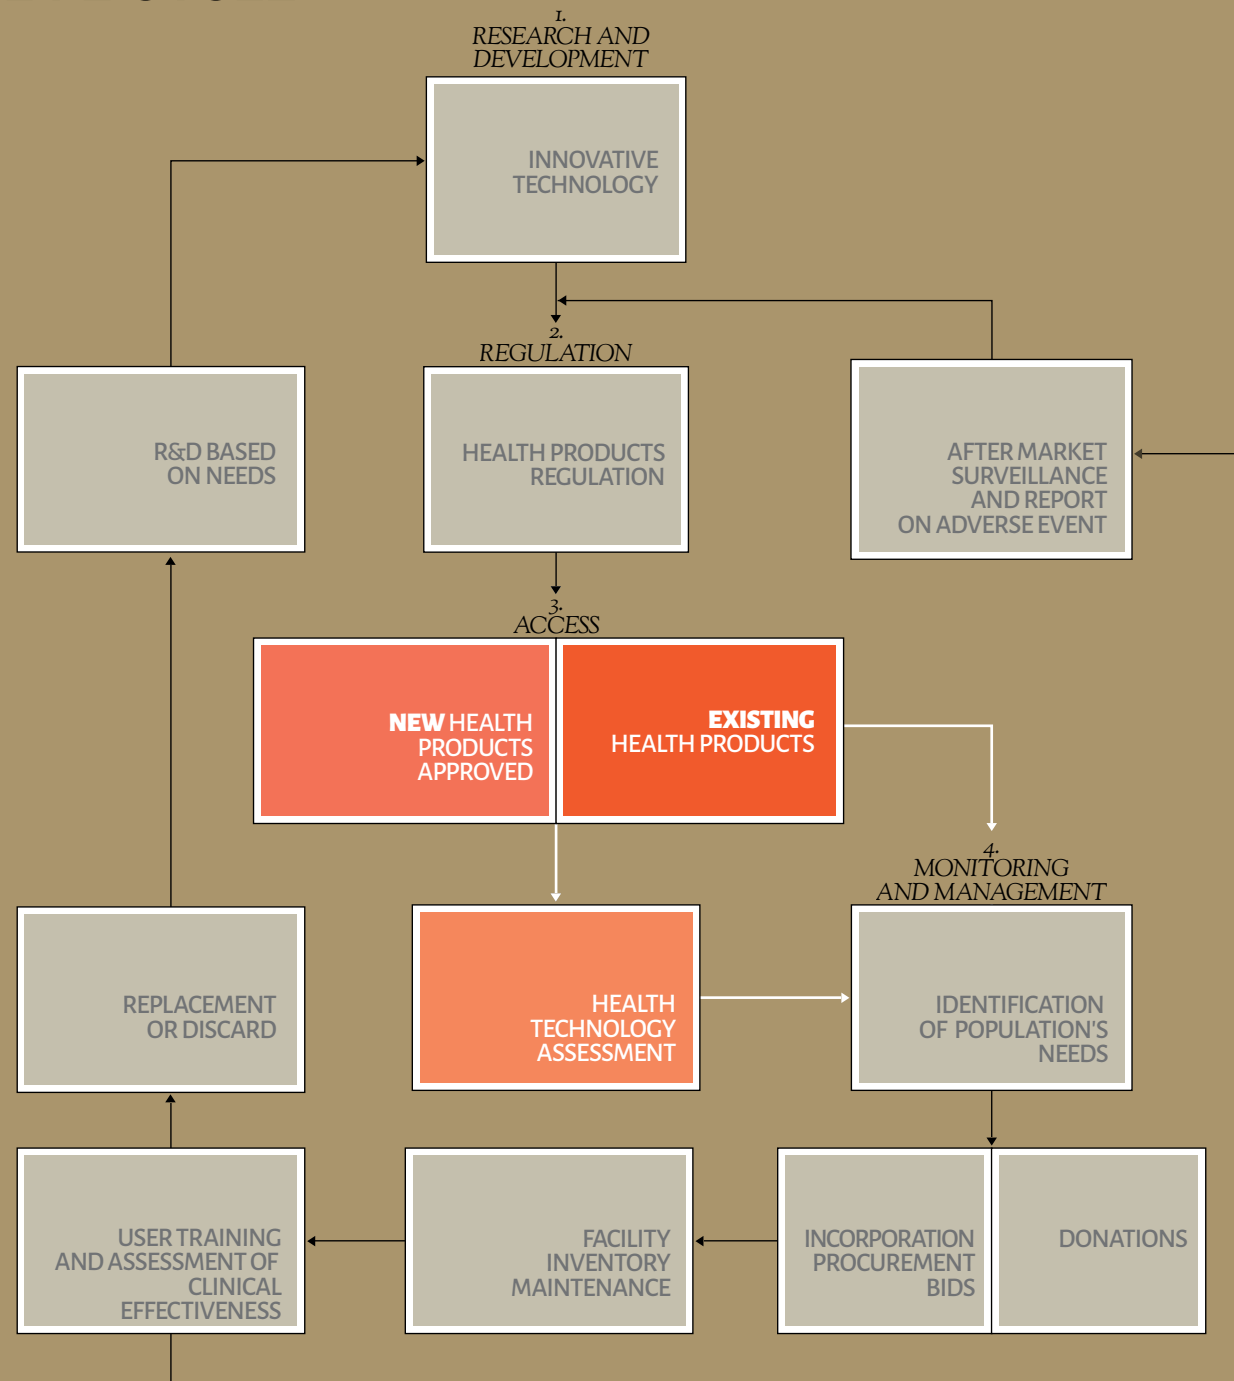 1.
RESEARCH AND
DEVELOPMENT
INNOVATIVE
TECHNOLOGY
2.
REGULATION
R&D BASED
ON NEEDS
HEALTH PRODUCTS
REGULATION
AFTER MARKET
SURVEILLANCE
AND REPORT
ON ADVERSE EVENT
3.
ACCESS
NEW HEALTH
PRODUCTS
APPROVED
EXISTING
HEALTH PRODUCTS
4.
MONITORING
AND MANAGEMENT
REPLACEMENT
OR DISCARD
HEALTH
TECHNOLOGY
ASSESSMENT
IDENTIFICATION
OF POPULATION'S
NEEDS
USER TRAINING
AND ASSESSMENT OF
CLINICAL
EFFECTIVENESS
FACILITY
INVENTORY
MAINTENANCE
INCORPORATION
PROCUREMENT
BIDS
DONATIONS